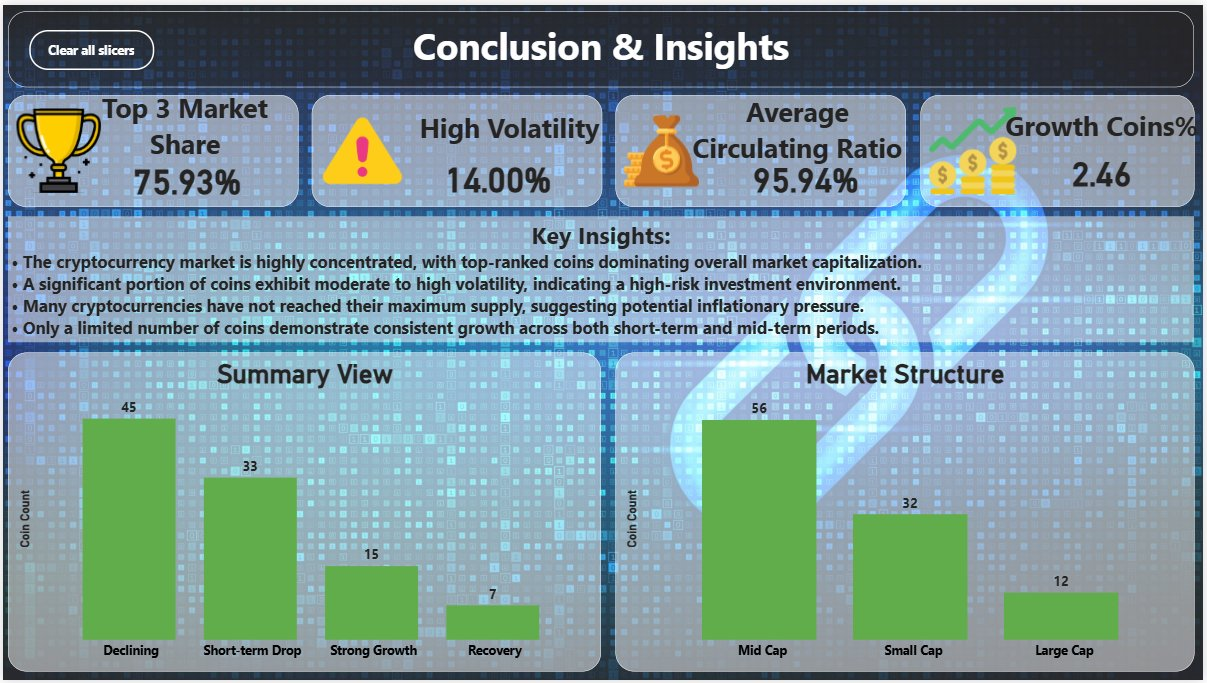 Clear all slicers
Conclusion & Insights
Top 3 Market
Share
75.93%
High Volatility
14.00%
Average
Circulating Ratio
95.94%
Growth Coins%
2.46
Key Insights:
• The cryptocurrency market is highly concentrated, with top-ranked coins dominating overall market capitalization.
• A significant portion of coins exhibit moderate to high volatility, indicating a high-risk investment environment.
• Many cryptocurrencies have not reached their maximum supply, suggesting potential inflationary pressure.
• Only a limited number of coins demonstrate consistent growth across both short-term and mid-term periods.
Summary View
Coin Count
45
33
15
7
Declining
Short-term Drop
Strong Growth
Recovery
Market Structure
Coin Count
56
32
12
Mid Cap
Small Cap
Large Cap